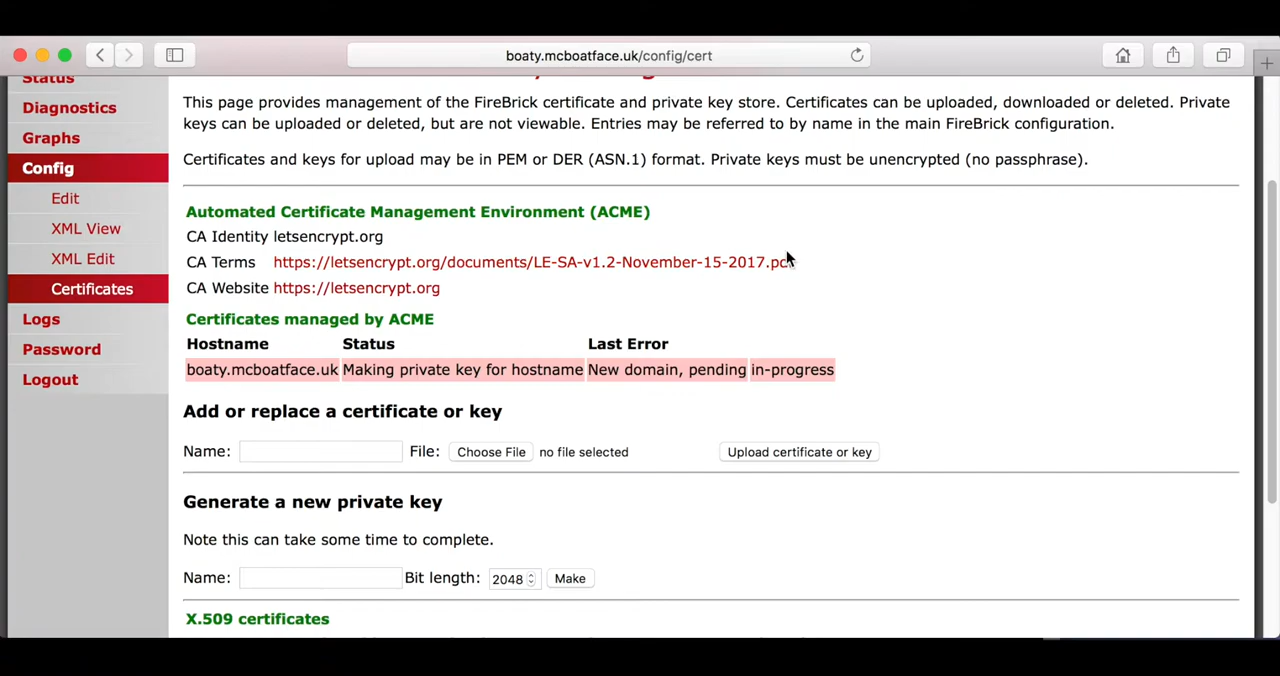 boaty.mcboatface.uk/config/cert
Status
Diagnostics
Graphs
Config
Edit
XML View
XML Edit
Certificates
Logs
Password
Logout
This page provides management of the FireBrick certificate and private key store. Certificates can be uploaded, downloaded or deleted. Private
keys can be uploaded or deleted, but are not viewable. Entries may be referred to by name in the main FireBrick configuration.
Certificates and keys for upload may be in PEM or DER (ASN.1) format. Private keys must be unencrypted (no passphrase).
Automated Certificate Management Environment (ACME)
CA Identity letsencrypt.org
CA Terms https://letsencrypt.org/documents/LE-SA-v1.2-November-15-2017.pd
CA Website https://letsencrypt.org
Certificates managed by ACME
Hostname Status Last Error
boaty.mcboatface.uk Making private key for hostname New domain, pending in-progress
Add or replace a certificate or key
Name: File: Choose File no file selected Upload certificate or key
Generate a new private key
Note this can take some time to complete.
Name: Bit length: 2048 Make
X.509 certificates